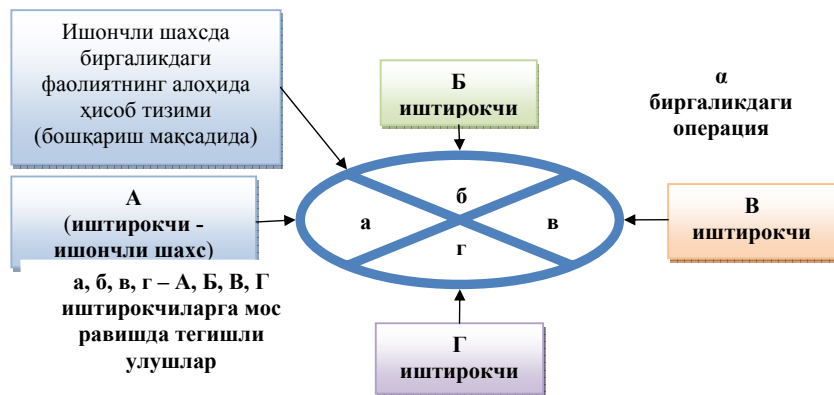 Ишончли шахсда
биргаликдаги
фаолиятнинг алоҳида
ҳисоб тизими
(бошқариш мақсадида)
Б
иштирокчи
α
биргаликдаги
операция
А
(иштирокчи -
ишончли шахс)
а
б
в
г
В
иштирокчи
а, б, в, г – А, Б, В, Г
иштирокчиларга мос
равишда тегишли
улушлар
Г
иштирокчи